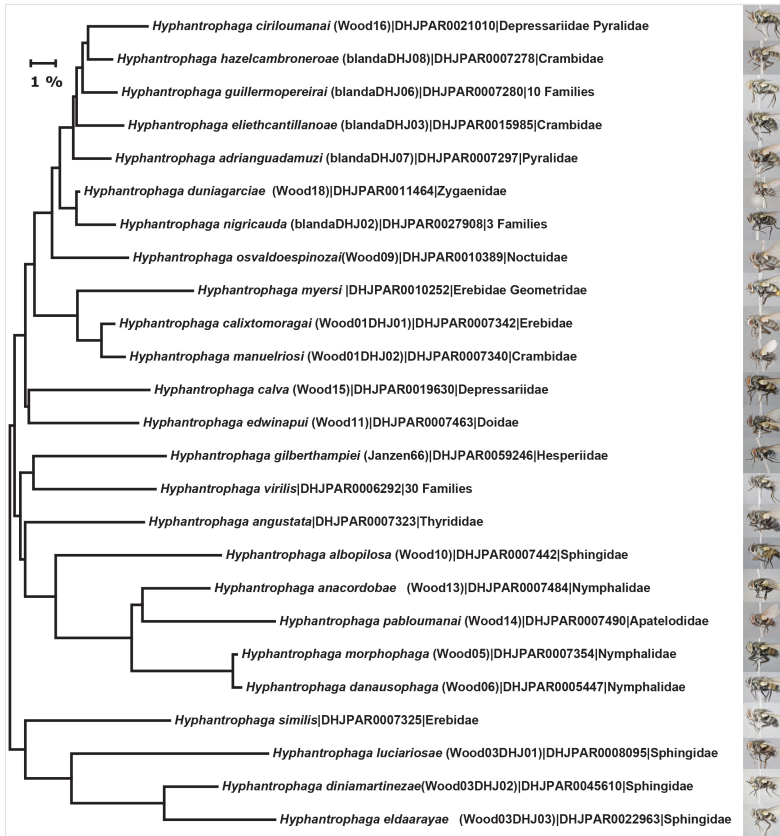 Hyphantrophaga ciriloumanai (Wood16)|DHJPAR0021010|Depressariidae Pyralidae
Hyphantrophaga hazelcambroneroae (blandaDHJ08)|DHJPAR0007278|Crambidae
1 %
Hyphantrophaga guillermopereirai (blandaDHJ06)|DHJPAR0007280|10 Families
Hyphantrophaga eliethcantillanoae (blandaDHJ03)|DHJPAR0015985|Crambidae
Hyphantrophaga adrianguadamuzi (blandaDHJ07)|DHJPAR0007297|Pyralidae
Hyphantrophaga duniagarciae (Wood18)|DHJPAR0011464|Zygaenidae
Hyphantrophaga nigricauda (blandaDHJ02)|DHJPAR0027908|3 Families
Hyphantrophaga osvaldoespinozai(Wood09)|DHJPAR0010389|Noctuidae
Hyphantrophaga myersi |DHJPAR0010252|Erebidae Geometridae
Hyphantrophaga calixtomoragai (Wood01DHJ01)|DHJPAR0007342|Erebidae
Hyphantrophaga manuelriosi (Wood01DHJ02)|DHJPAR0007340|Crambidae
Hyphantrophaga calva (Wood15)|DHJPAR0019630|Depressariidae
Hyphantrophaga edwinapui (Wood11)|DHJPAR0007463|Doidae
Hyphantrophaga gilberthampiei (Janzen66)|DHJPAR0059246|Hesperiidae
Hyphantrophaga virilis|DHJPAR0006292|30 Families
Hyphantrophaga angustata|DHJPAR0007323|Thyrididae
Hyphantrophaga albopilosa (Wood10)|DHJPAR0007442|Sphingidae
Hyphantrophaga anacordobae (Wood13)|DHJPAR0007484|Nymphalidae
Hyphantrophaga pabloumanai (Wood14)|DHJPAR0007490|Apatelodidae
Hyphantrophaga morphophaga (Wood05)|DHJPAR0007354|Nymphalidae
Hyphantrophaga danausophaga (Wood06)|DHJPAR0005447|Nymphalidae
Hyphantrophaga similis|DHJPAR0007325|Erebidae
Hyphantrophaga luciariosae (Wood03DHJ01)|DHJPAR0008095|Sphingidae
Hyphantrophaga diniamartinezae(Wood03DHJ02)|DHJPAR0045610|Sphingidae
Hyphantrophaga eldaarayae (Wood03DHJ03)|DHJPAR0022963|Sphingidae